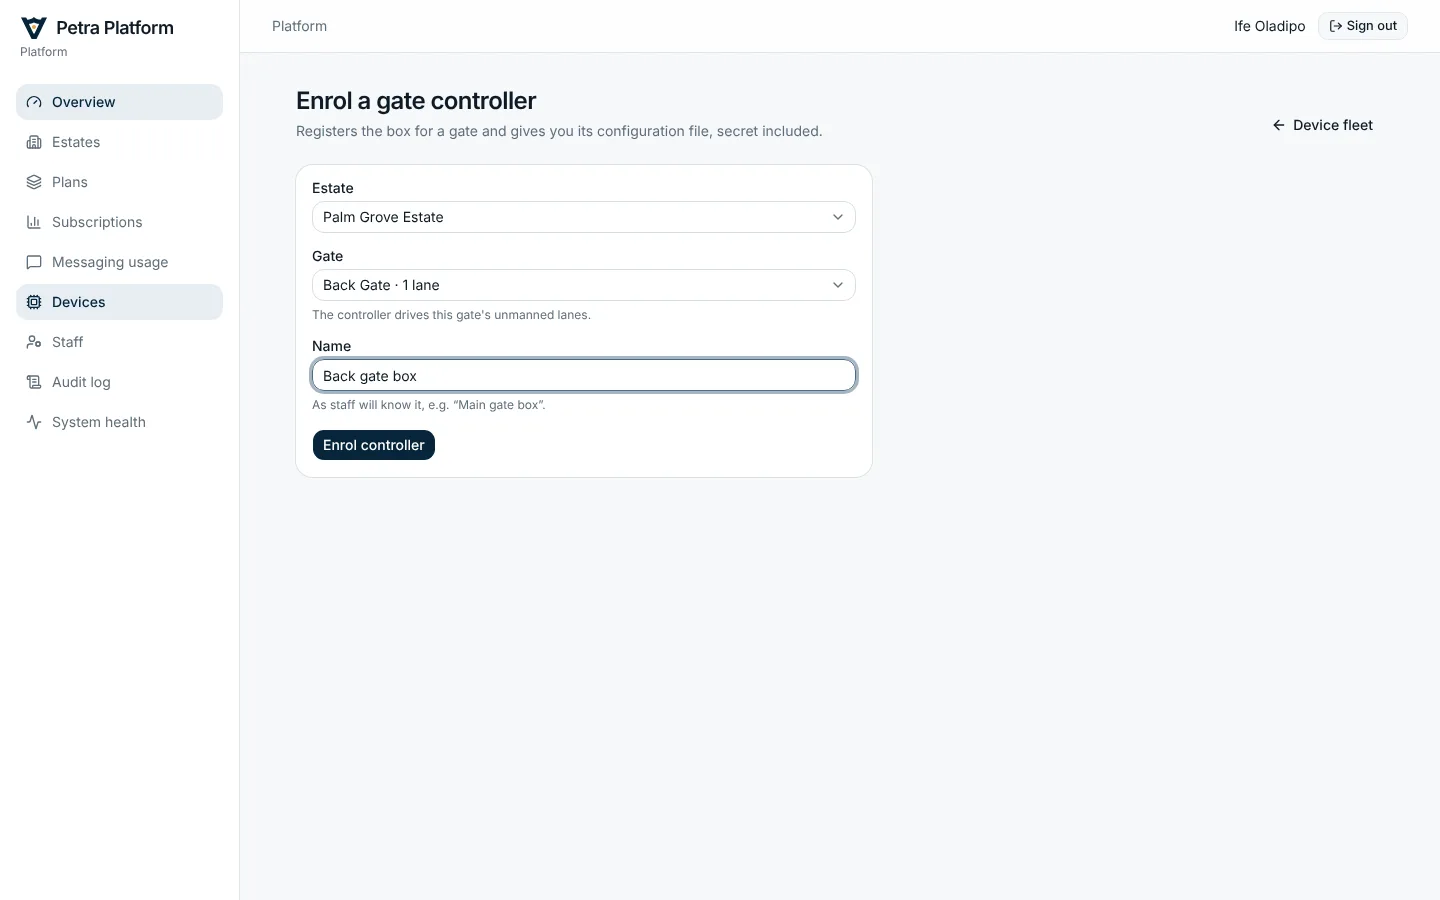 Petra Platform
Platform
Overview
Estates
Plans
Subscriptions
Messaging usage
Devices
Staff
Audit log
System health
Platform
Ife Oladipo
Sign out
Enrol a gate controller
Registers the box for a gate and gives you its configuration file, secret included.
Device fleet
Estate
Palm Grove Estate
Gate
Back Gate · 1 lane
The controller drives this gate's unmanned lanes.
Name
Back gate box
As staff will know it, e.g. “Main gate box”.
Enrol controller